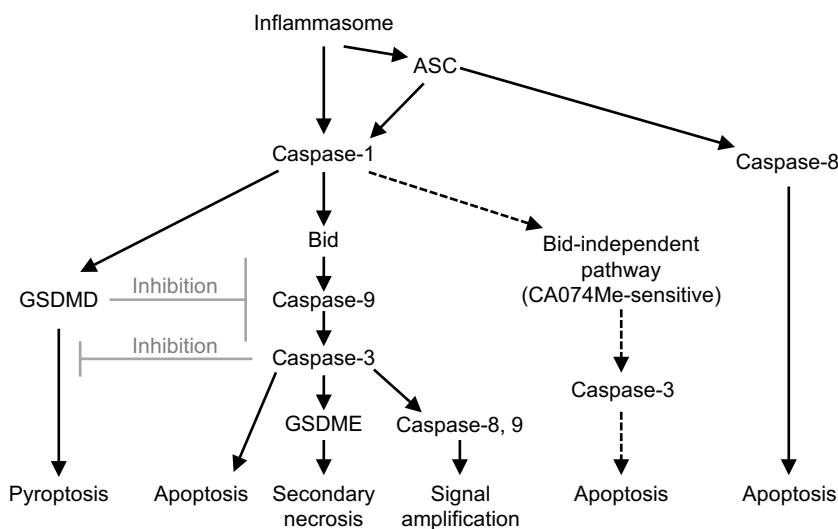 Inflammasome
ASC
Caspase-1
Caspase-8
Bid
Bid-independent
pathway
(CA074Me-sensitive)
GSDMD
Inhibition
Caspase-9
Inhibition
Caspase-3
Caspase-3
GSDME
Caspase-8, 9
Pyroptosis
Apoptosis
Secondary
necrosis
Signal
amplification
Apoptosis
Apoptosis